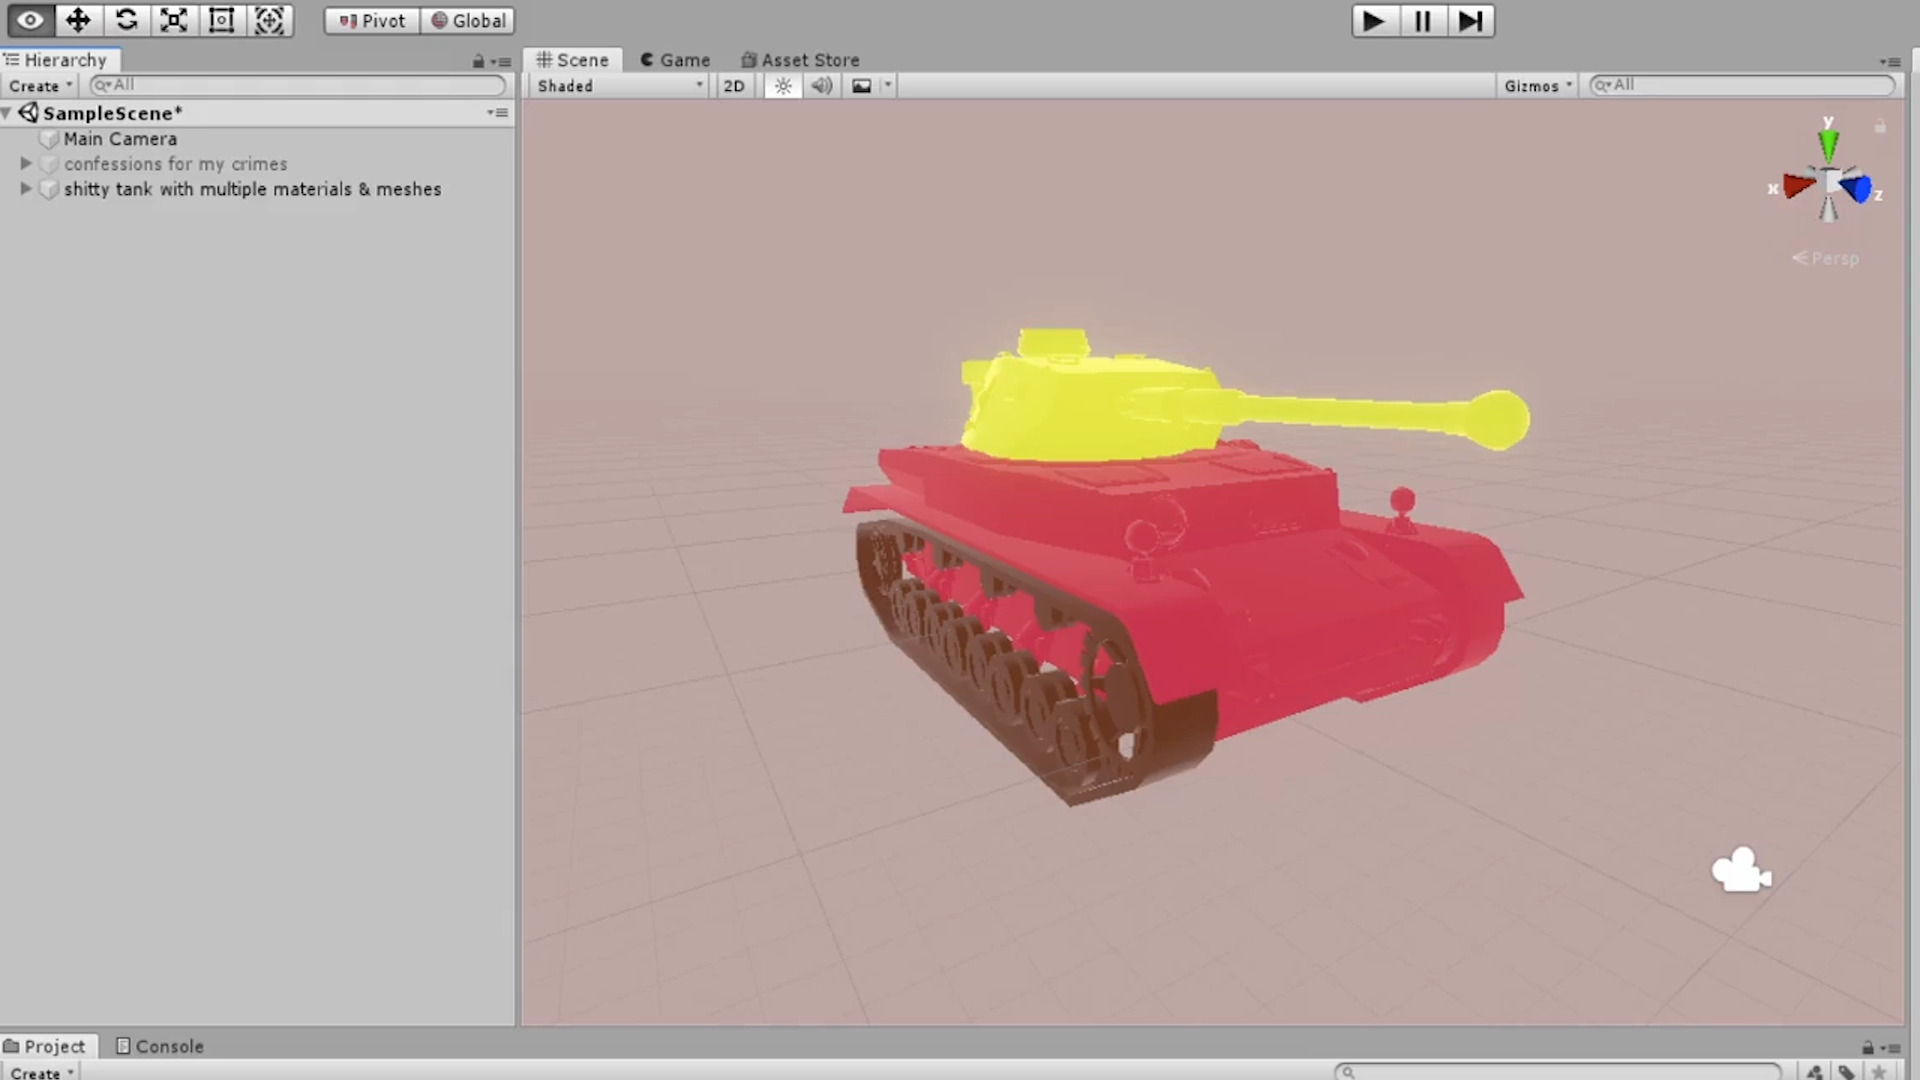 Pivot Global
Hierarchy
Create All
SampleScene*
Main Camera
confessions for my crimes
shitty tank with multiple materials & meshes
Scene Game Asset Store
Shaded 2D Gizmos All
y
x z
Persp
Project Console
Create